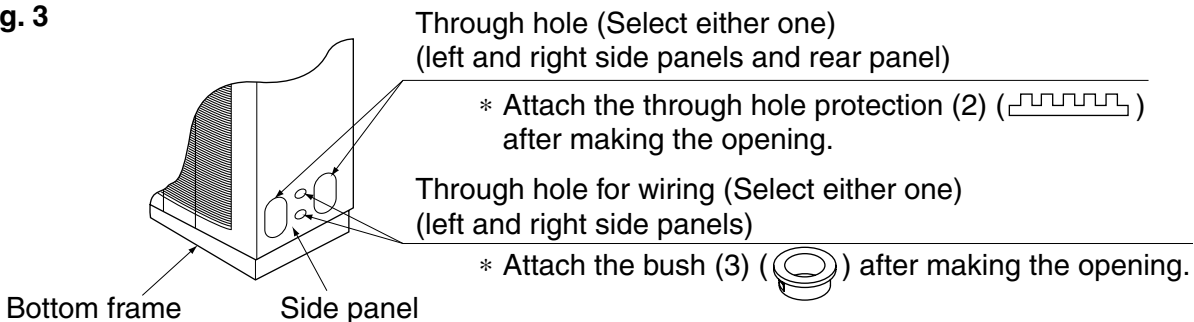 g. 3
Through hole (Select either one)
(left and right side panels and rear panel)
* Attach the through hole protection (2) ( )
after making the opening.
Through hole for wiring (Select either one)
(left and right side panels)
* Attach the bush (3) ( ) after making the opening.
Bottom frame
Side panel